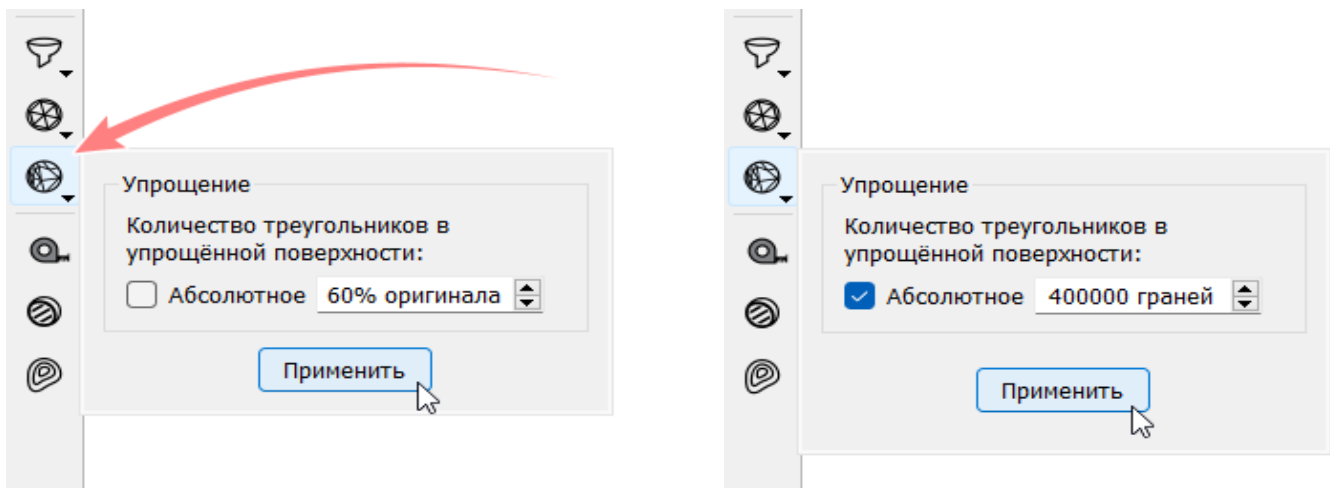 Упрощение
Количество треугольников в
упрощённой поверхности:
Абсолютное 60% оригинала
Применить
Упрощение
Количество треугольников в
упрощённой поверхности:
Абсолютное 400000 граней
Применить